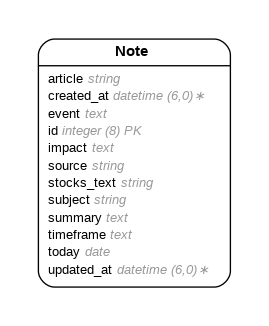 Note
article string
created_at datetime (6,0)∗
event text
id integer (8) PK
impact text
source string
stocks_text string
subject string
summary text
timeframe text
today date
updated_at datetime (6,0)∗